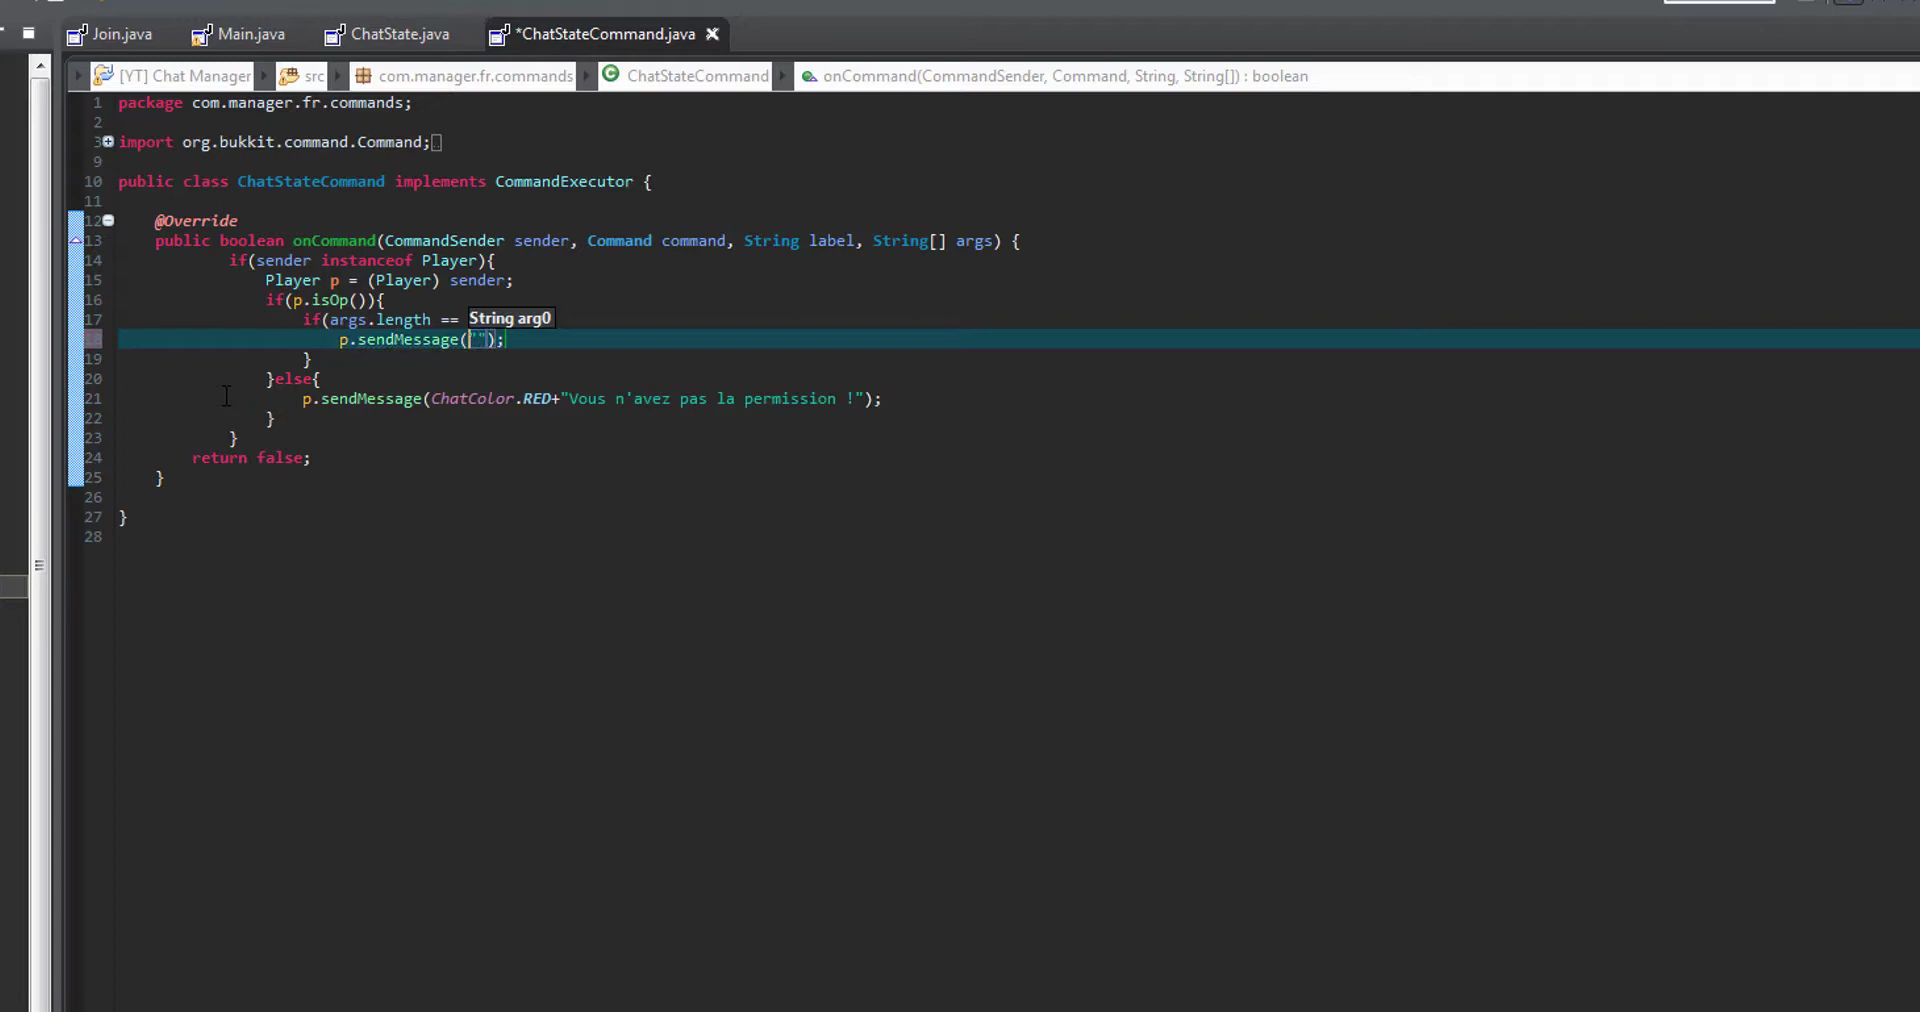 Join.java Main.java ChatState.java *ChatStateCommand.java
[YT] Chat Manager src com.manager.fr.commands ChatStateCommand onCommand(CommandSender, Command, String, String[]) : boolean
1 package com.manager.fr.commands;
2
3 import org.bukkit.command.Command;
9
10 public class ChatStateCommand implements CommandExecutor {
11
12 @Override
13 public boolean onCommand(CommandSender sender, Command command, String label, String[] args) {
14 if(sender instanceof Player){
15 Player p = (Player) sender;
16 if(p.isOp()){
17 if(args.length == String arg0
18 p.sendMessage("");
19 }
20 }else{
21 p.sendMessage(ChatColor.RED+"Vous n'avez pas la permission !");
22 }
23 }
24 return false;
25 }
26
27 }
28